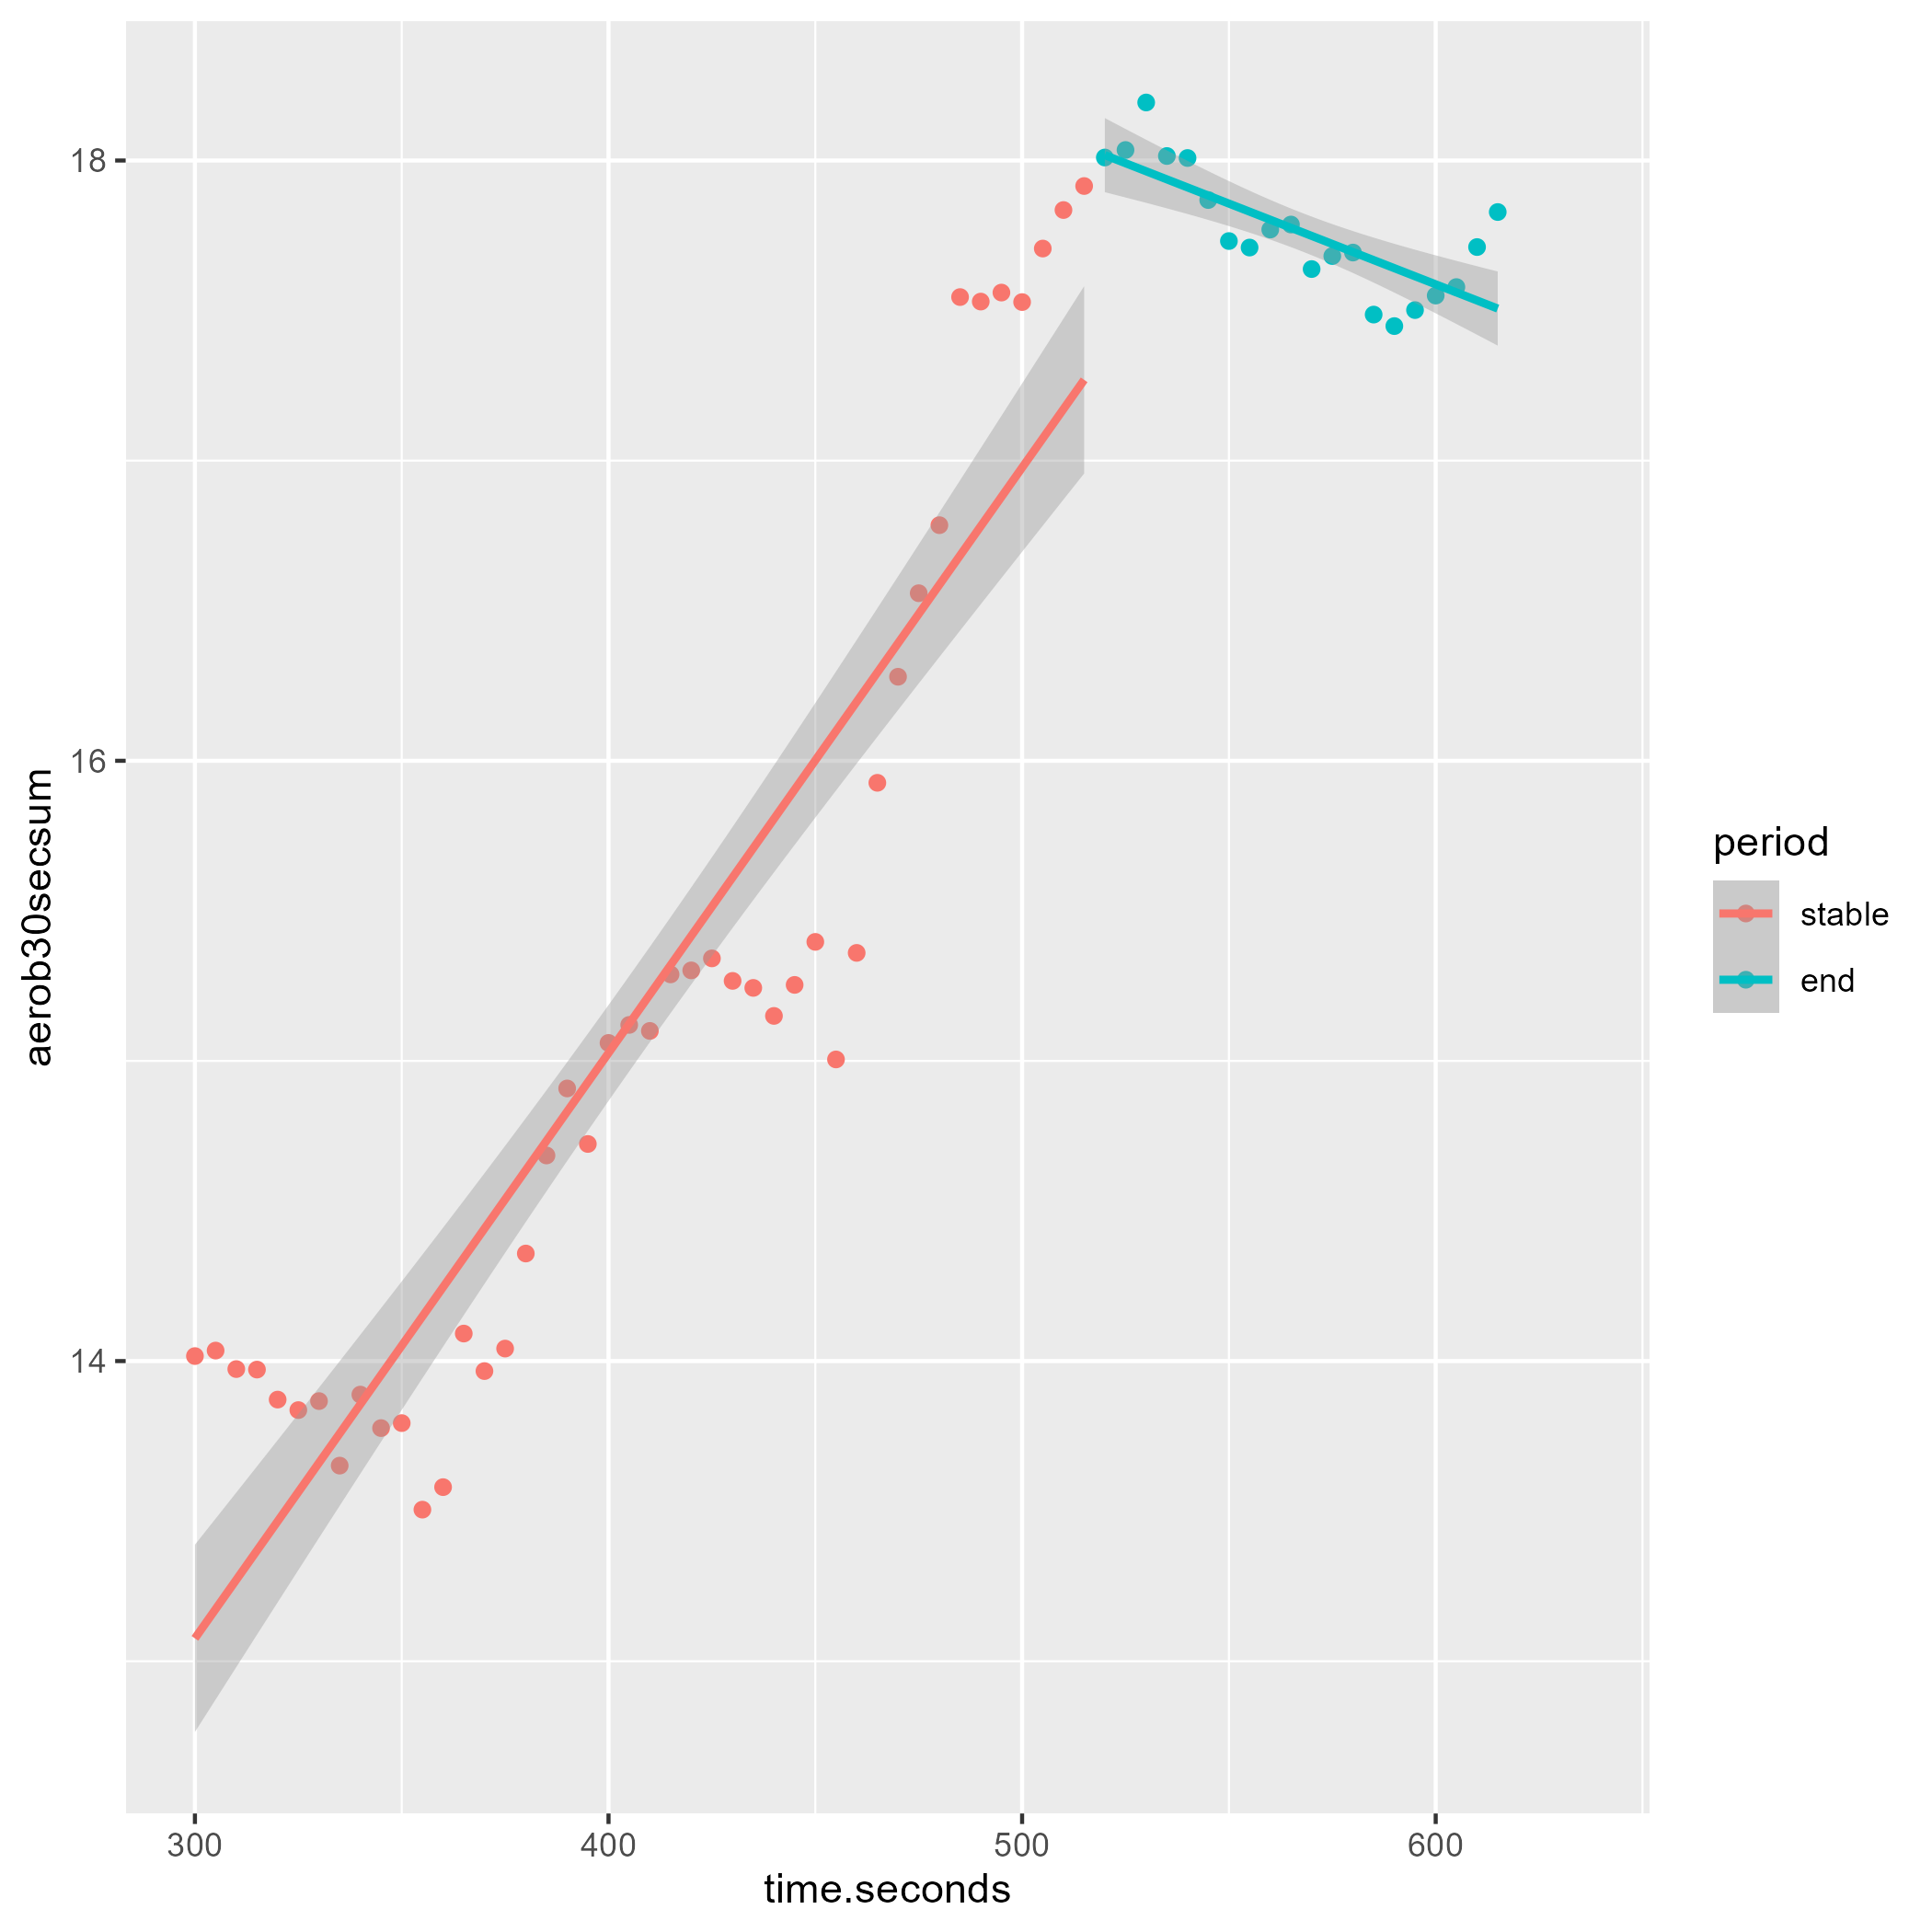 18
16
14
aerob30secsum
300 400 500 600
time.seconds
period
stable
end